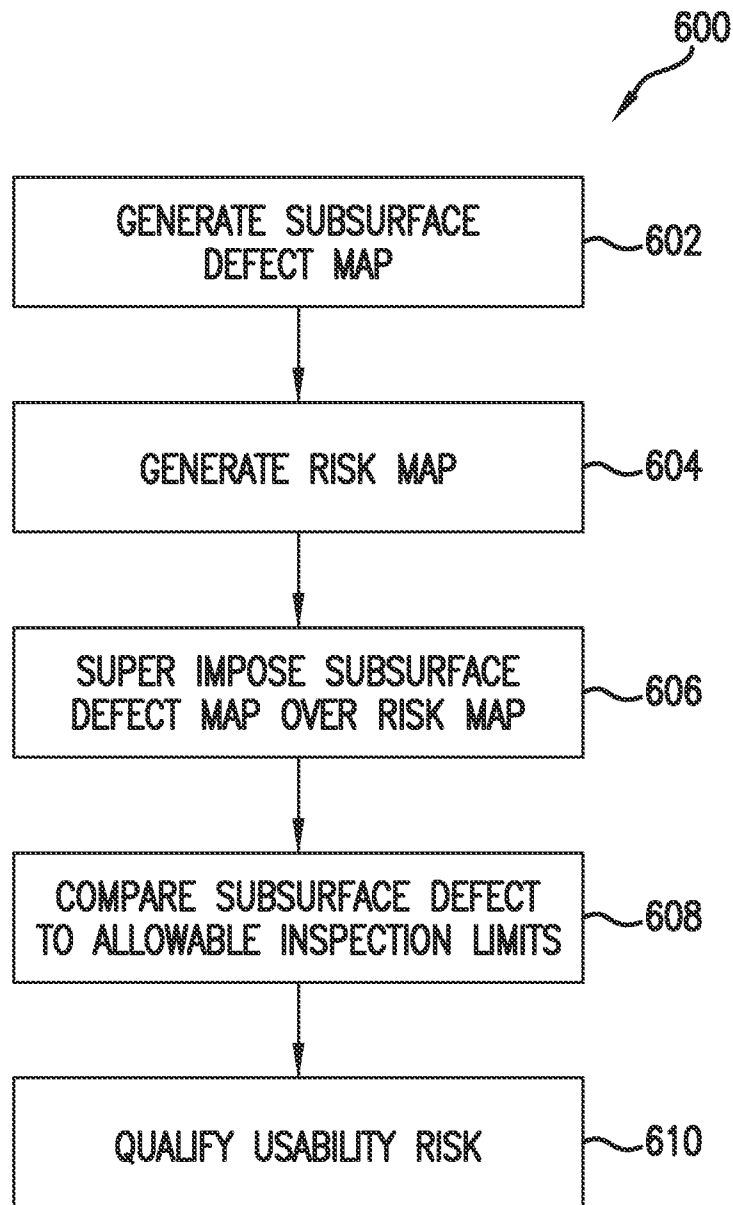 600
GENERATE SUBSURFACE
DEFECT MAP
602
GENERATE RISK MAP
604
SUPER IMPOSE SUBSURFACE
DEFECT MAP OVER RISK MAP
606
COMPARE SUBSURFACE DEFECT
TO ALLOWABLE INSPECTION LIMITS
608
QUALIFY USABILITY RISK
610